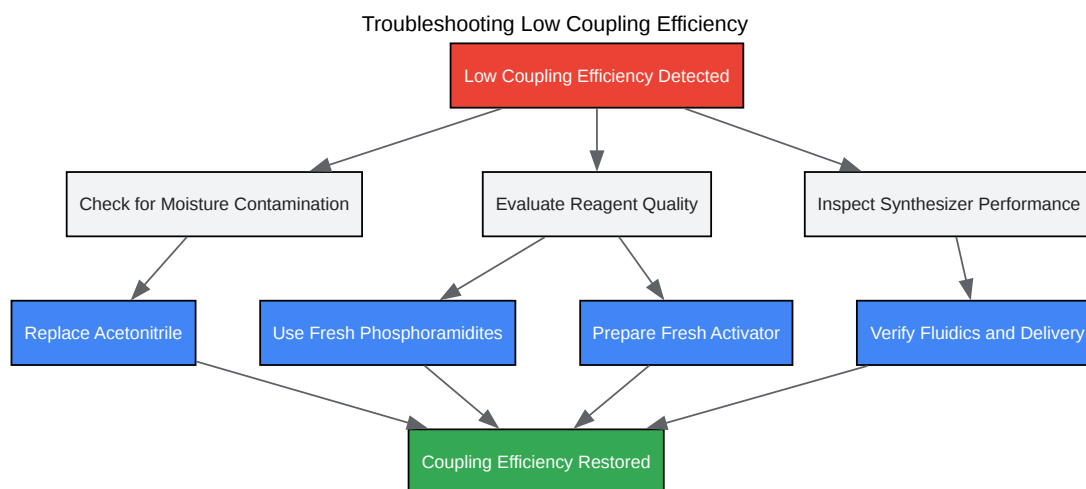 Troubleshooting Low Coupling Efficiency
Low Coupling Efficiency Detected
Check for Moisture Contamination
Evaluate Reagent Quality
Inspect Synthesizer Performance
Replace Acetonitrile
Use Fresh Phosphoramidites
Prepare Fresh Activator
Verify Fluidics and Delivery
Coupling Efficiency Restored